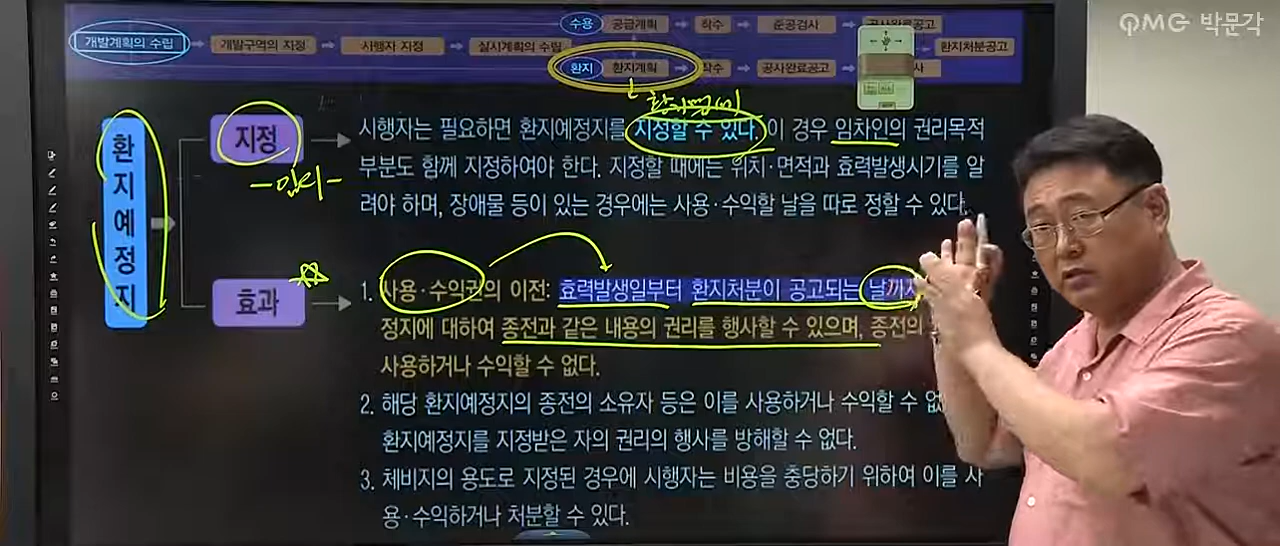 QMG 박문각
수용 공급계획 착수 준공검사 공사완료공고
개발계획의 수립 개발구역의 지정 시행자 지정 실시계획의 수립 환지처분공고
환지 환지계획 착수 공사완료공고
환지예정지
지정
시행자는 필요하면 환지예정지를 지정할 수 있다. 이 경우 임차인의 권리목적
부분도 함께 지정하여야 한다. 지정할 때에는 위치·면적과 효력발생시기를 알
려야 하며, 장애물 등이 있는 경우에는 사용·수익할 날을 따로 정할 수 있다.
효과
1. 사용·수익권의 이전: 효력발생일부터 환지처분이 공고되는 날까지
정지에 대하여 종전과 같은 내용의 권리를 행사할 수 있으며, 종전의
사용하거나 수익할 수 없다.
2. 해당 환지예정지의 종전의 소유자 등은 이를 사용하거나 수익할 수 없
환지예정지를 지정받은 자의 권리의 행사를 방해할 수 없다.
3. 체비지의 용도로 지정된 경우에 시행자는 비용을 충당하기 위하여 이를 사
용·수익하거나 처분할 수 있다.